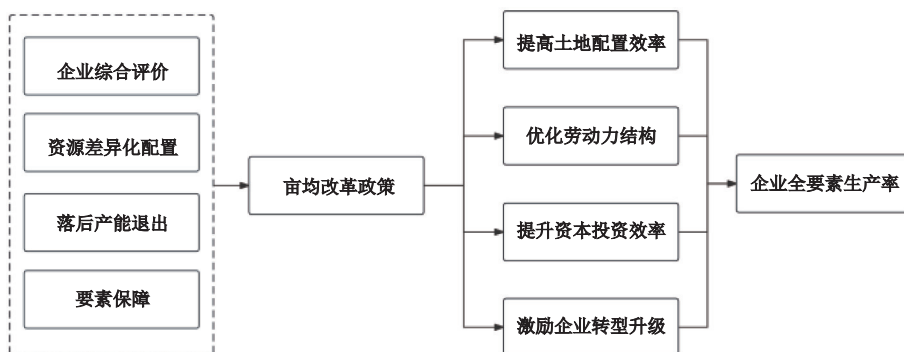 企业综合评价
资源差异化配置
落后产能退出
要素保障
亩均改革政策
提高土地配置效率
优化劳动力结构
提升资本投资效率
激励企业转型升级
企业全要素生产率